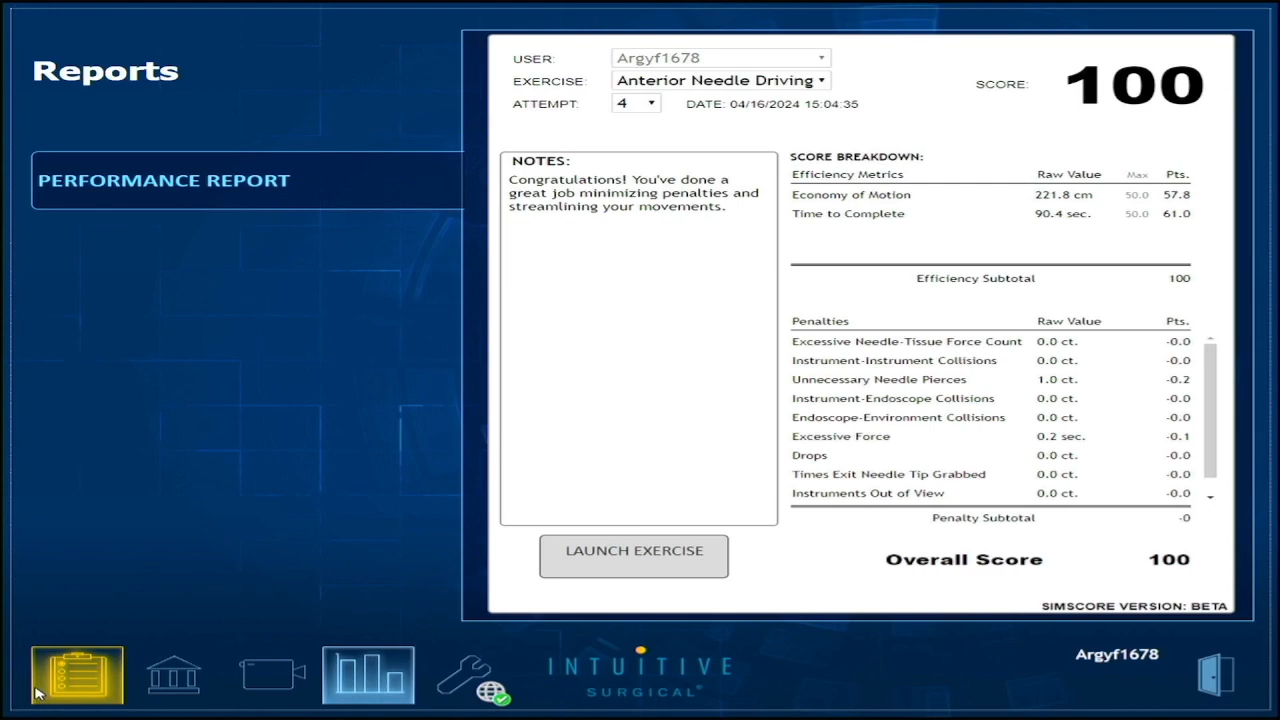 Reports
PERFORMANCE REPORT
USER: Argyf1678
EXERCISE: Anterior Needle Driving
ATTEMPT: 4 DATE: 04/16/2024 15:04:35
SCORE: 100
NOTES:
Congratulations! You've done a
great job minimizing penalties and
streamlining your movements.
LAUNCH EXERCISE
SCORE BREAKDOWN:
Efficiency Metrics Raw Value Max Pts.
Economy of Motion 221.8 cm 50.0 57.8
Time to Complete 90.4 sec. 50.0 61.0
Efficiency Subtotal 100
Penalties Raw Value Pts.
Excessive Needle-Tissue Force Count 0.0 ct. -0.0
Instrument-Instrument Collisions 0.0 ct. -0.0
Unnecessary Needle Pierces 1.0 ct. -0.2
Instrument-Endoscope Collisions 0.0 ct. -0.0
Endoscope-Environment Collisions 0.0 ct. -0.0
Excessive Force 0.2 sec. -0.1
Drops 0.0 ct. -0.0
Times Exit Needle Tip Grabbed 0.0 ct. -0.0
Instruments Out of View 0.0 ct. -0.0
Penalty Subtotal -0
Overall Score 100
SIMSCORE VERSION: BETA
INTUITIVE
SURGICAL®
Argyf1678